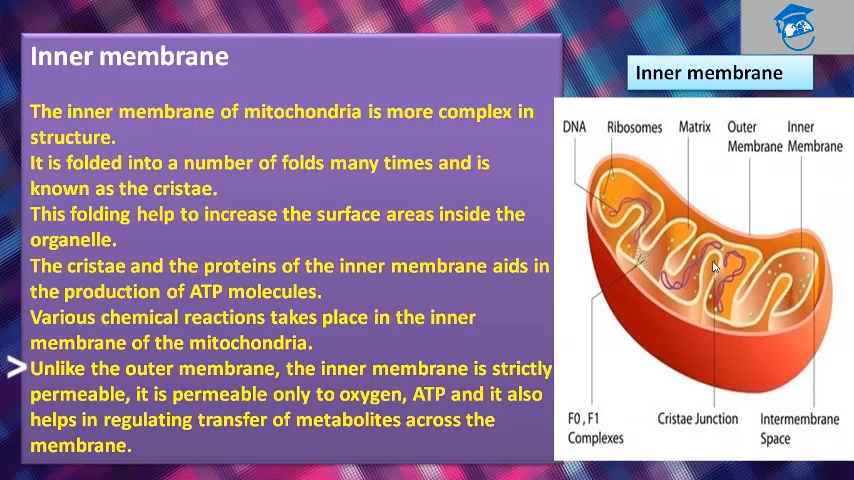 Inner membrane
The inner membrane of mitochondria is more complex in
structure.
It is folded into a number of folds many times and is
known as the cristae.
This folding help to increase the surface areas inside the
organelle.
The cristae and the proteins of the inner membrane aids in
the production of ATP molecules.
Various chemical reactions takes place in the inner
membrane of the mitochondria.
> Unlike the outer membrane, the inner membrane is strictly
permeable, it is permeable only to oxygen, ATP and it also
helps in regulating transfer of metabolites across the
membrane.
Inner membrane
DNA
Ribosomes
Matrix
Outer
Membrane
Inner
Membrane
F0 , F1
Complexes
Cristae Junction
Intermembrane
Space